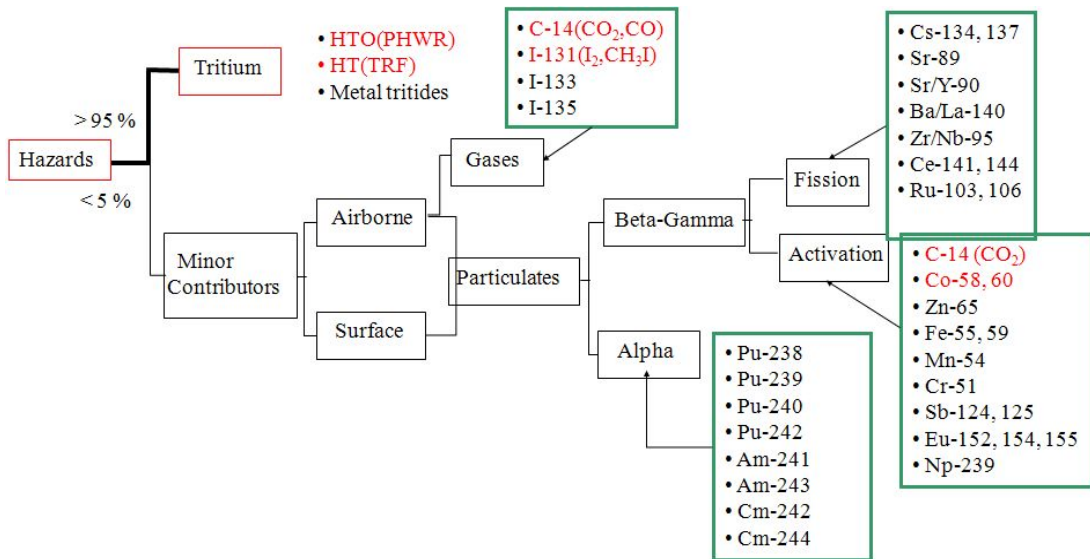 Hazards
>95 %
<5 %
Tritium
• HTO(PHWR)
• HT(TRF)
• Metal tritides
Minor
Contributors
Airborne
Surface
Gases
• C-14(CO₂,CO)
• I-131(I₂,CH₃I)
• I-133
• I-135
Particulates
Beta-Gamma
Alpha
Fission
• Cs-134, 137
• Sr-89
• Sr/Y-90
• Ba/La-140
• Zr/Nb-95
• Ce-141, 144
• Ru-103, 106
Activation
• C-14 (CO₂)
• Co-58, 60
• Zn-65
• Fe-55, 59
• Mn-54
• Cr-51
• Sb-124, 125
• Eu-152, 154, 155
• Np-239
• Pu-238
• Pu-239
• Pu-240
• Pu-242
• Am-241
• Am-243
• Cm-242
• Cm-244